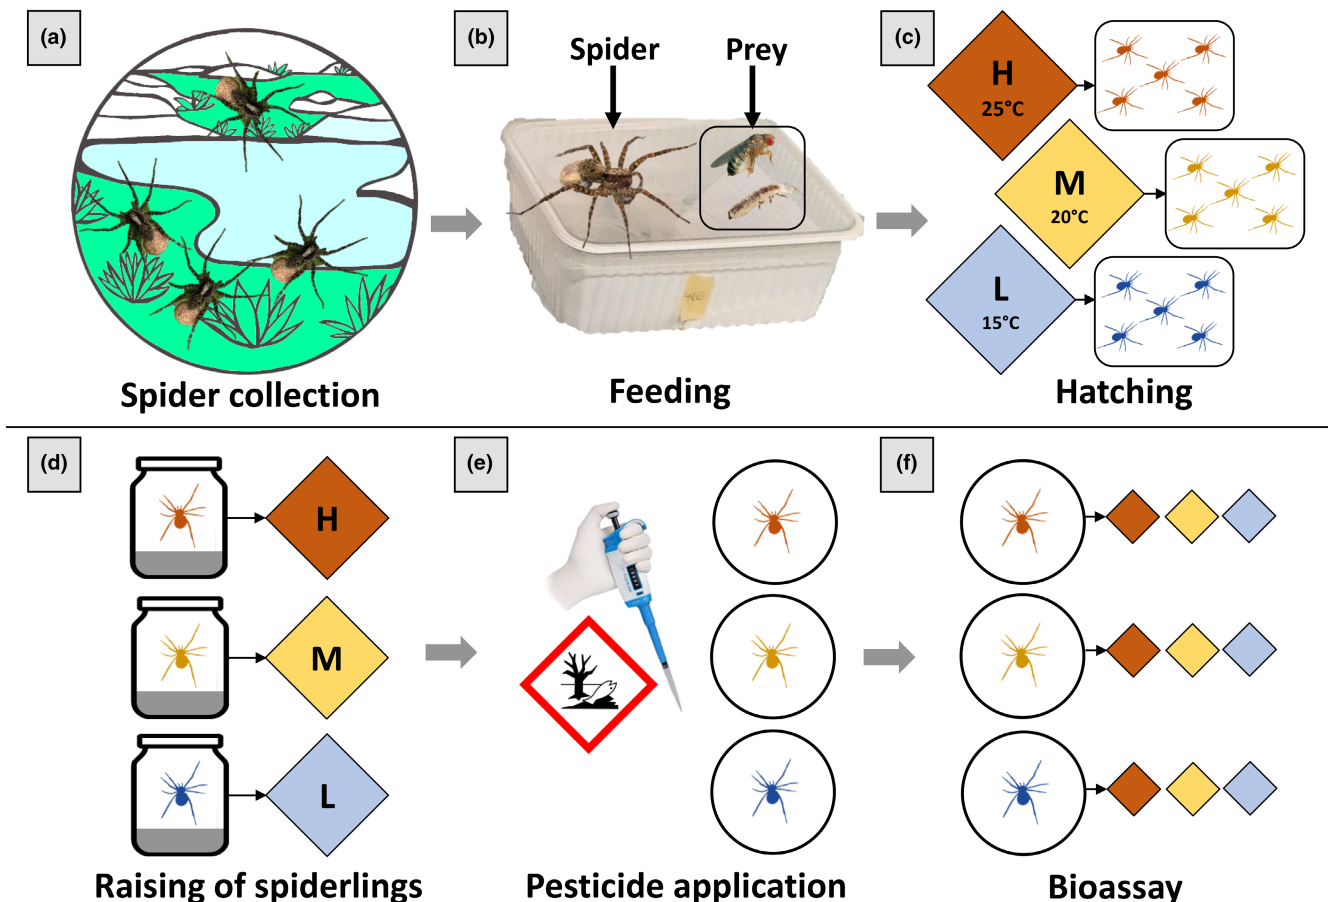 (a)
Spider collection
(b)
Spider
Prey
Feeding
(c)
H
25°C
M
20°C
L
15°C
Hatching
(d)
H
M
L
Raising of spiderlings
(e)
Pesticide application
(f)
Bioassay